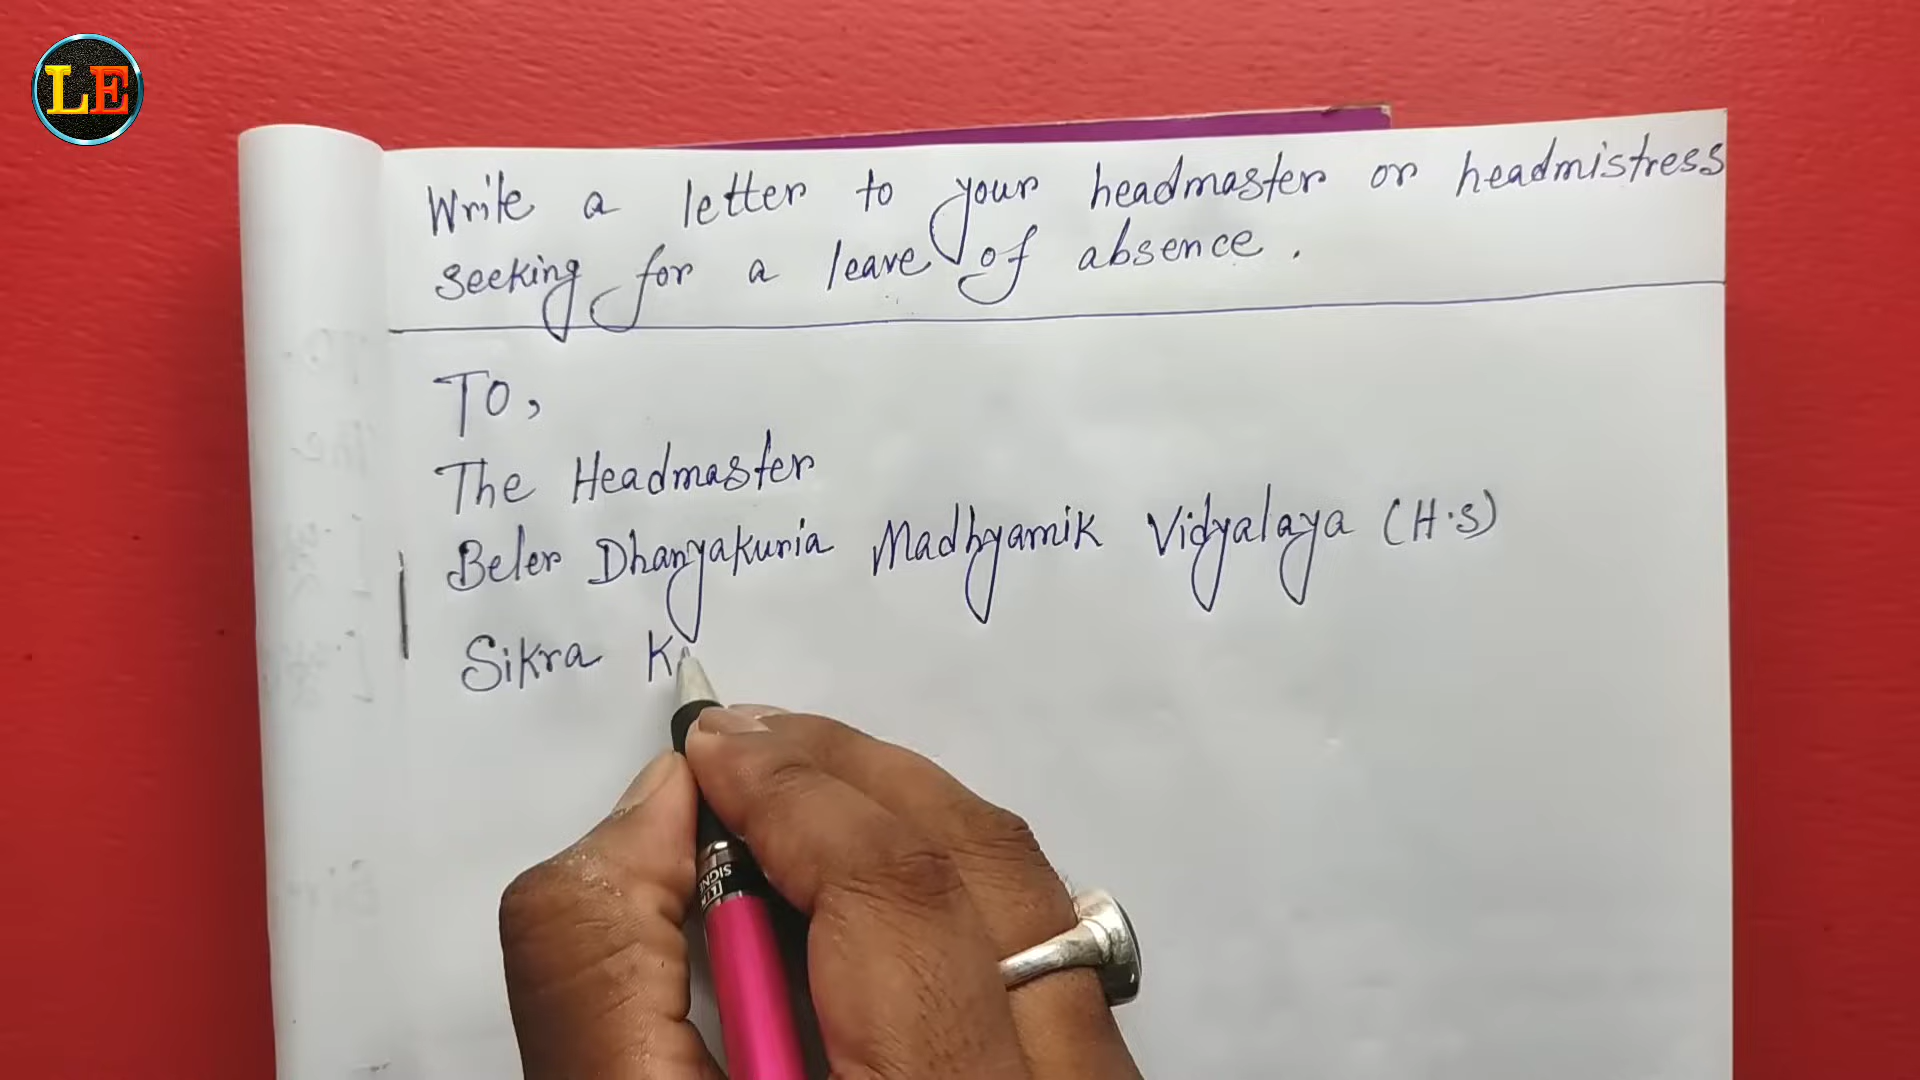 LE
Write a letter to your headmaster or headmistress
seeking for a leave of absence.
To,
The Headmaster
Beler Dhanyakuria Madhyamik Vidyalaya (H.S)
Sikra K